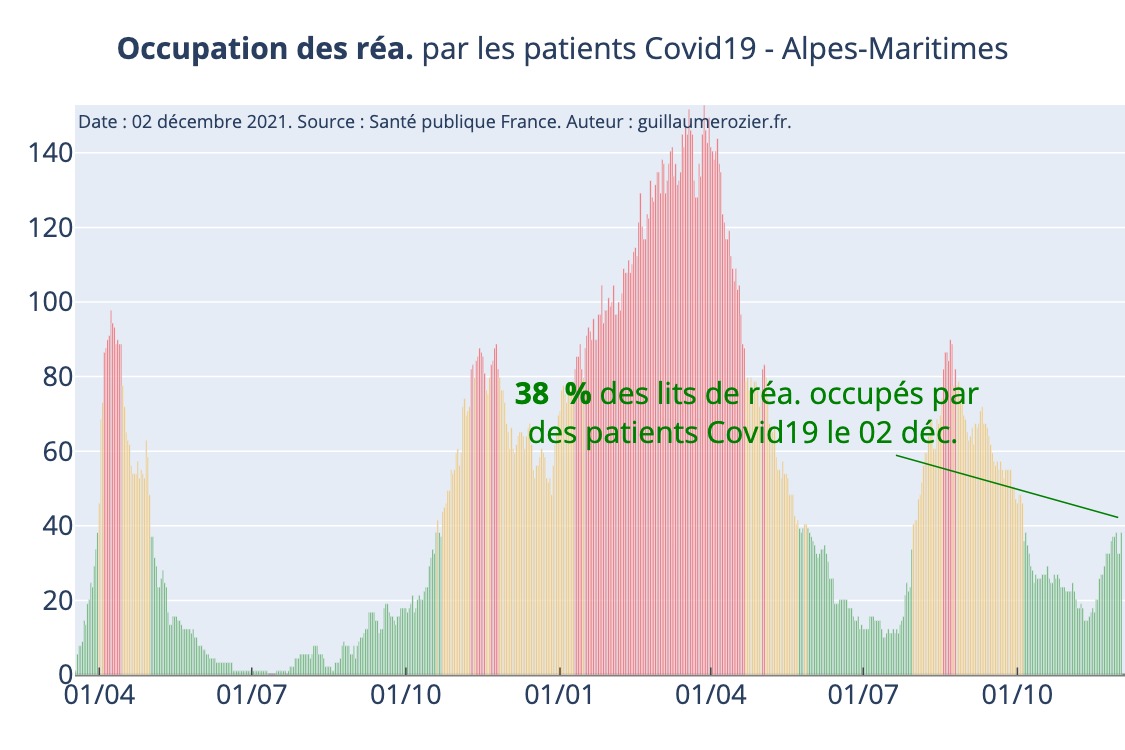 Occupation des réa. par les patients Covid19 - Alpes-Maritimes
Date : 02 décembre 2021. Source : Santé publique France. Auteur : guillaumerozier.fr.
140
120
100
80
38 % des lits de réa. occupés par
des patients Covid19 le 02 déc.
60
40
20
0
01/04 01/07 01/10 01/01 01/04 01/07 01/10